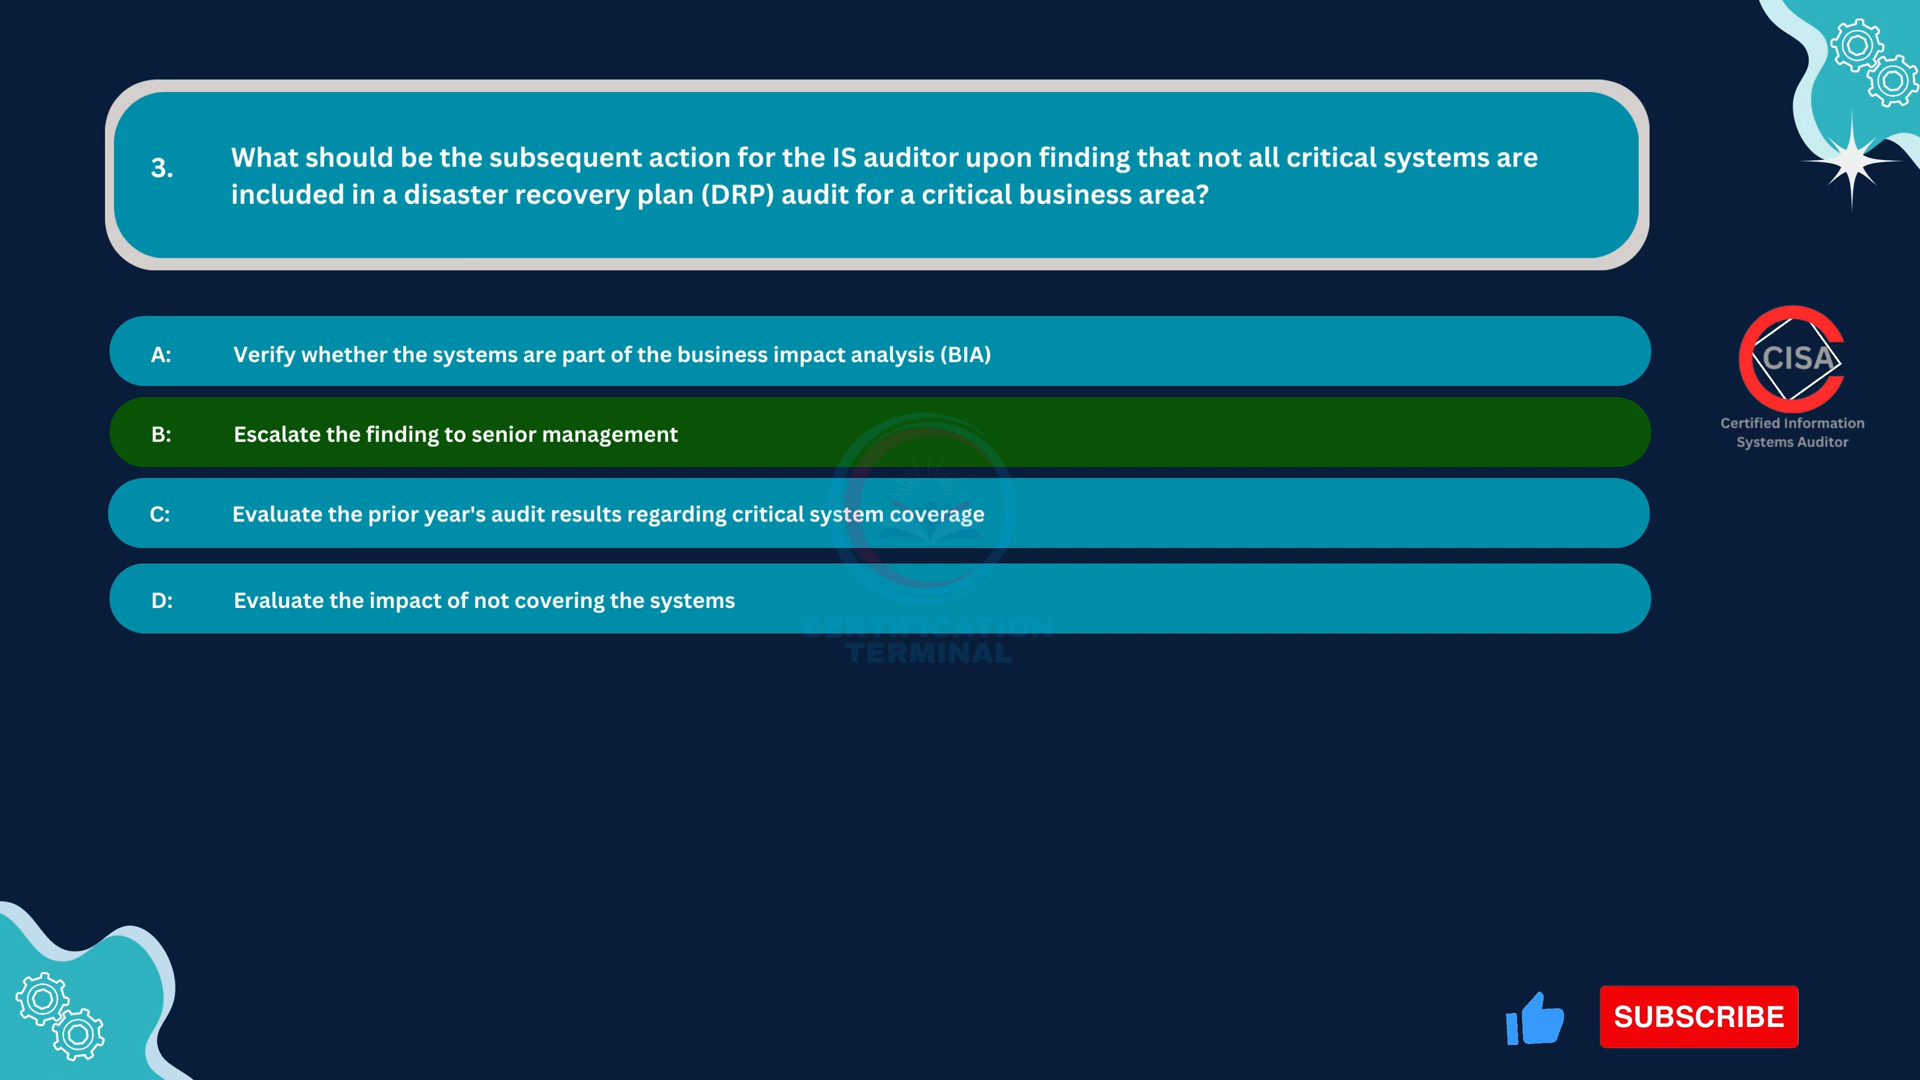 3.
What should be the subsequent action for the IS auditor upon finding that not all critical systems are
included in a disaster recovery plan (DRP) audit for a critical business area?
A: Verify whether the systems are part of the business impact analysis (BIA)
B: Escalate the finding to senior management
C: Evaluate the prior year's audit results regarding critical system coverage
D: Evaluate the impact of not covering the systems
CISA
Certified Information
Systems Auditor
CERTIFICATION
TERMINAL
SUBSCRIBE